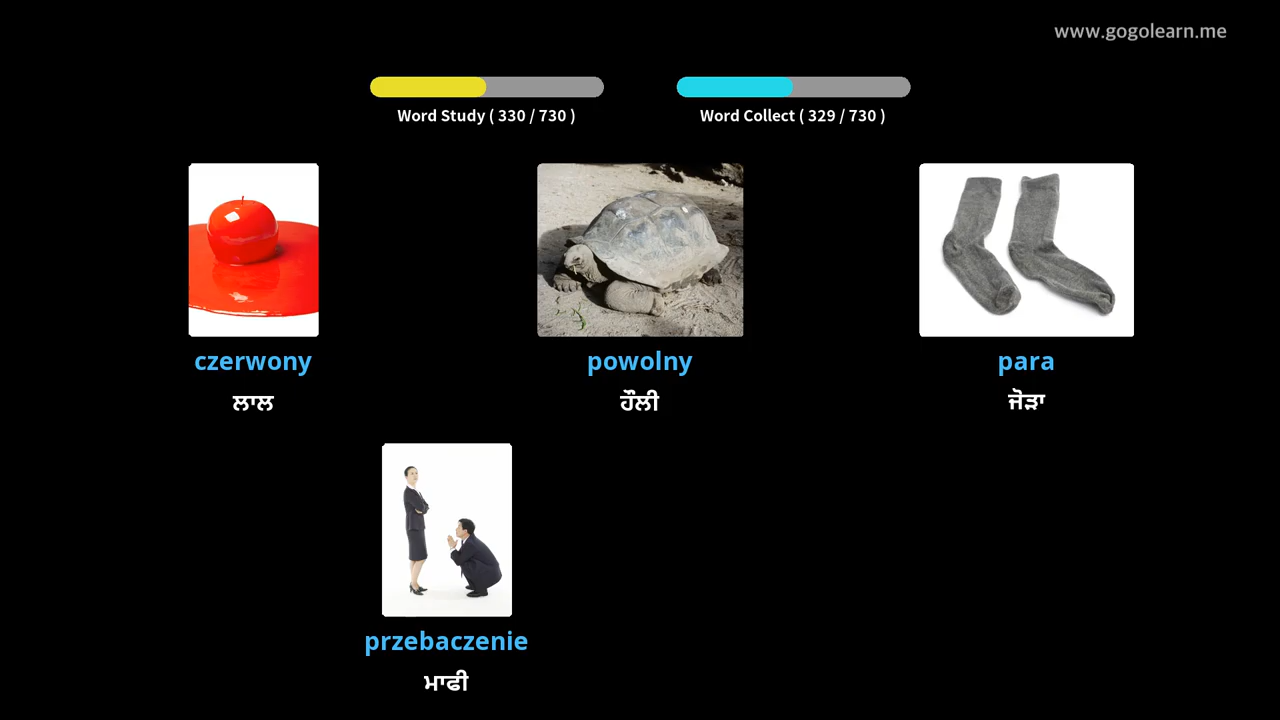 www.gogolearn.me
Word Study ( 330 / 730 )
Word Collect ( 329 / 730 )
czerwony
ਲਾਲ
powolny
ਹੌਲੀ
para
ਜੋੜਾ
przebaczenie
ਮਾਫੀ